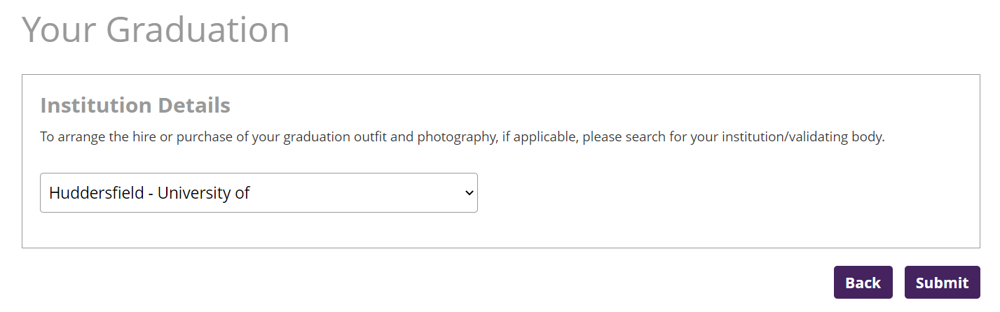 Your Graduation
Institution Details
To arrange the hire or purchase of your graduation outfit and photography, if applicable, please search for your institution/validating body.
Huddersfield - University of
Back Submit